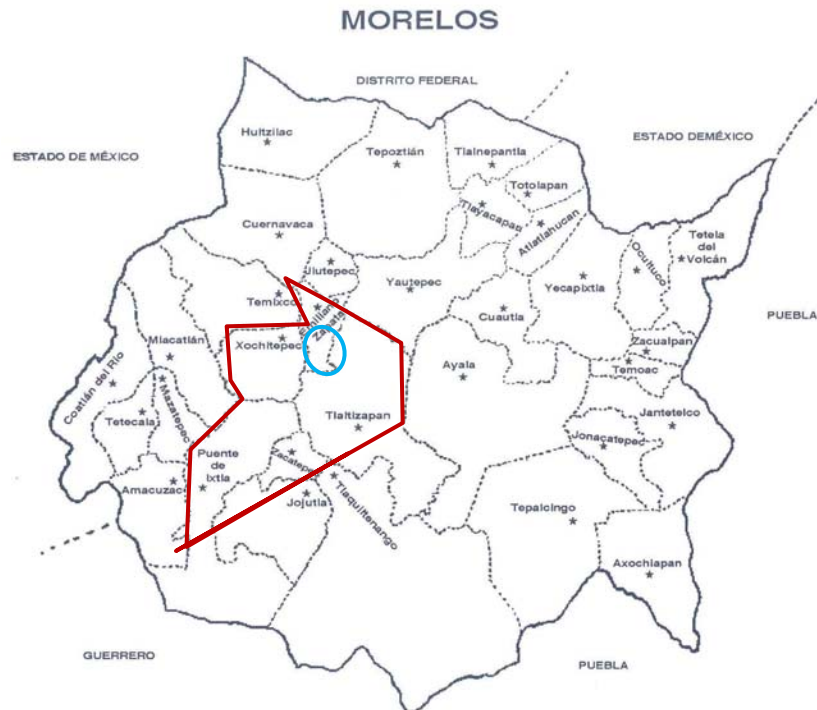 MORELOS
DISTRITO FEDERAL
ESTADO DE MÉXICO
ESTADO DEMÉXICO
Huitzilac
Tepoztlán
Tlalnepantla
Totolapan
Tlayacapan
Atlatlahucan
Cuernavaca
Tetela
del
Volcán
Ocuituco
Jiutepec
Yautepec
Yecapixtla
Temixco
Emiliano
Zapata
Cuautla
PUEBLA
Xochitepec
Zacualpan
Miacatlán
Temoac
Coatlán del Río
Mazatepec
Ayala
Tetecala
Tlaltizapan
Jantetelco
Jonacatepec
Puente
de
Ixtla
Zacatepec
Amacuzac
Jojutla
Tlaquiltenango
Tepalcingo
Axochiapan
GUERRERO
PUEBLA